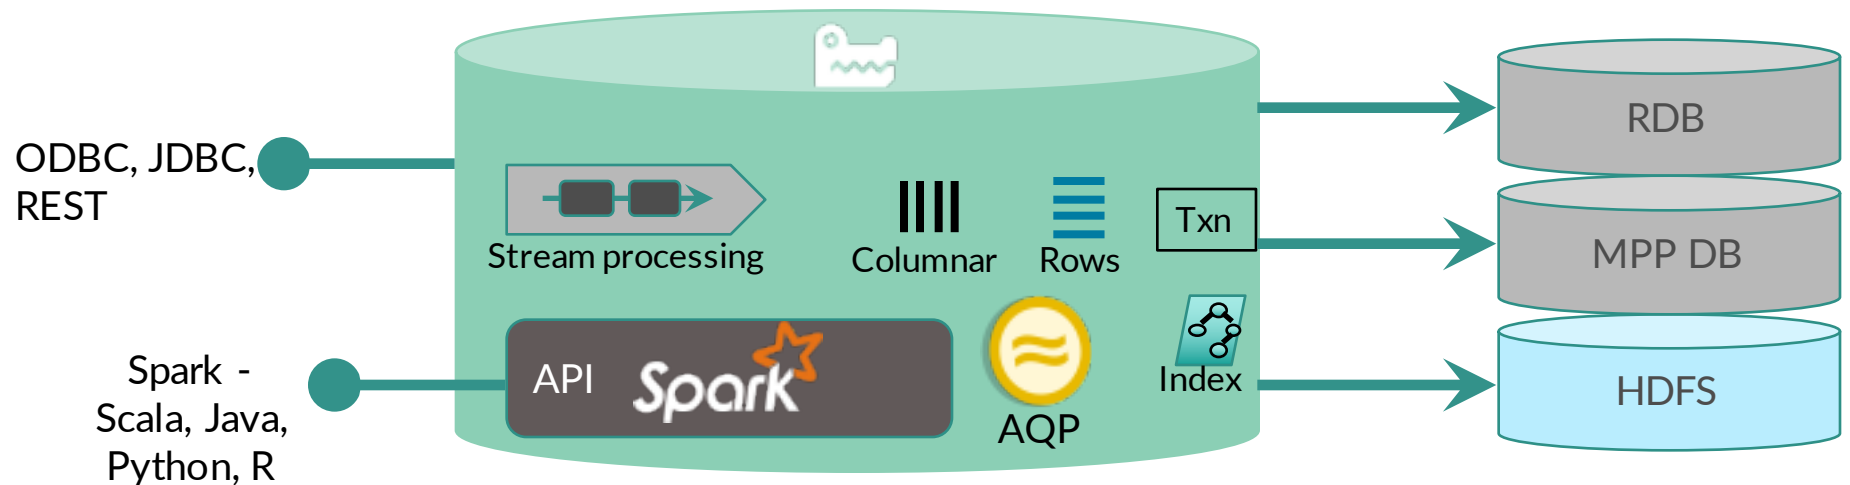 ODBC, JDBC,
REST
Spark -
Scala, Java,
Python, R
Stream processing
Columnar
Rows
Txn
API
Spark
AQP
Index
RDB
MPP DB
HDFS